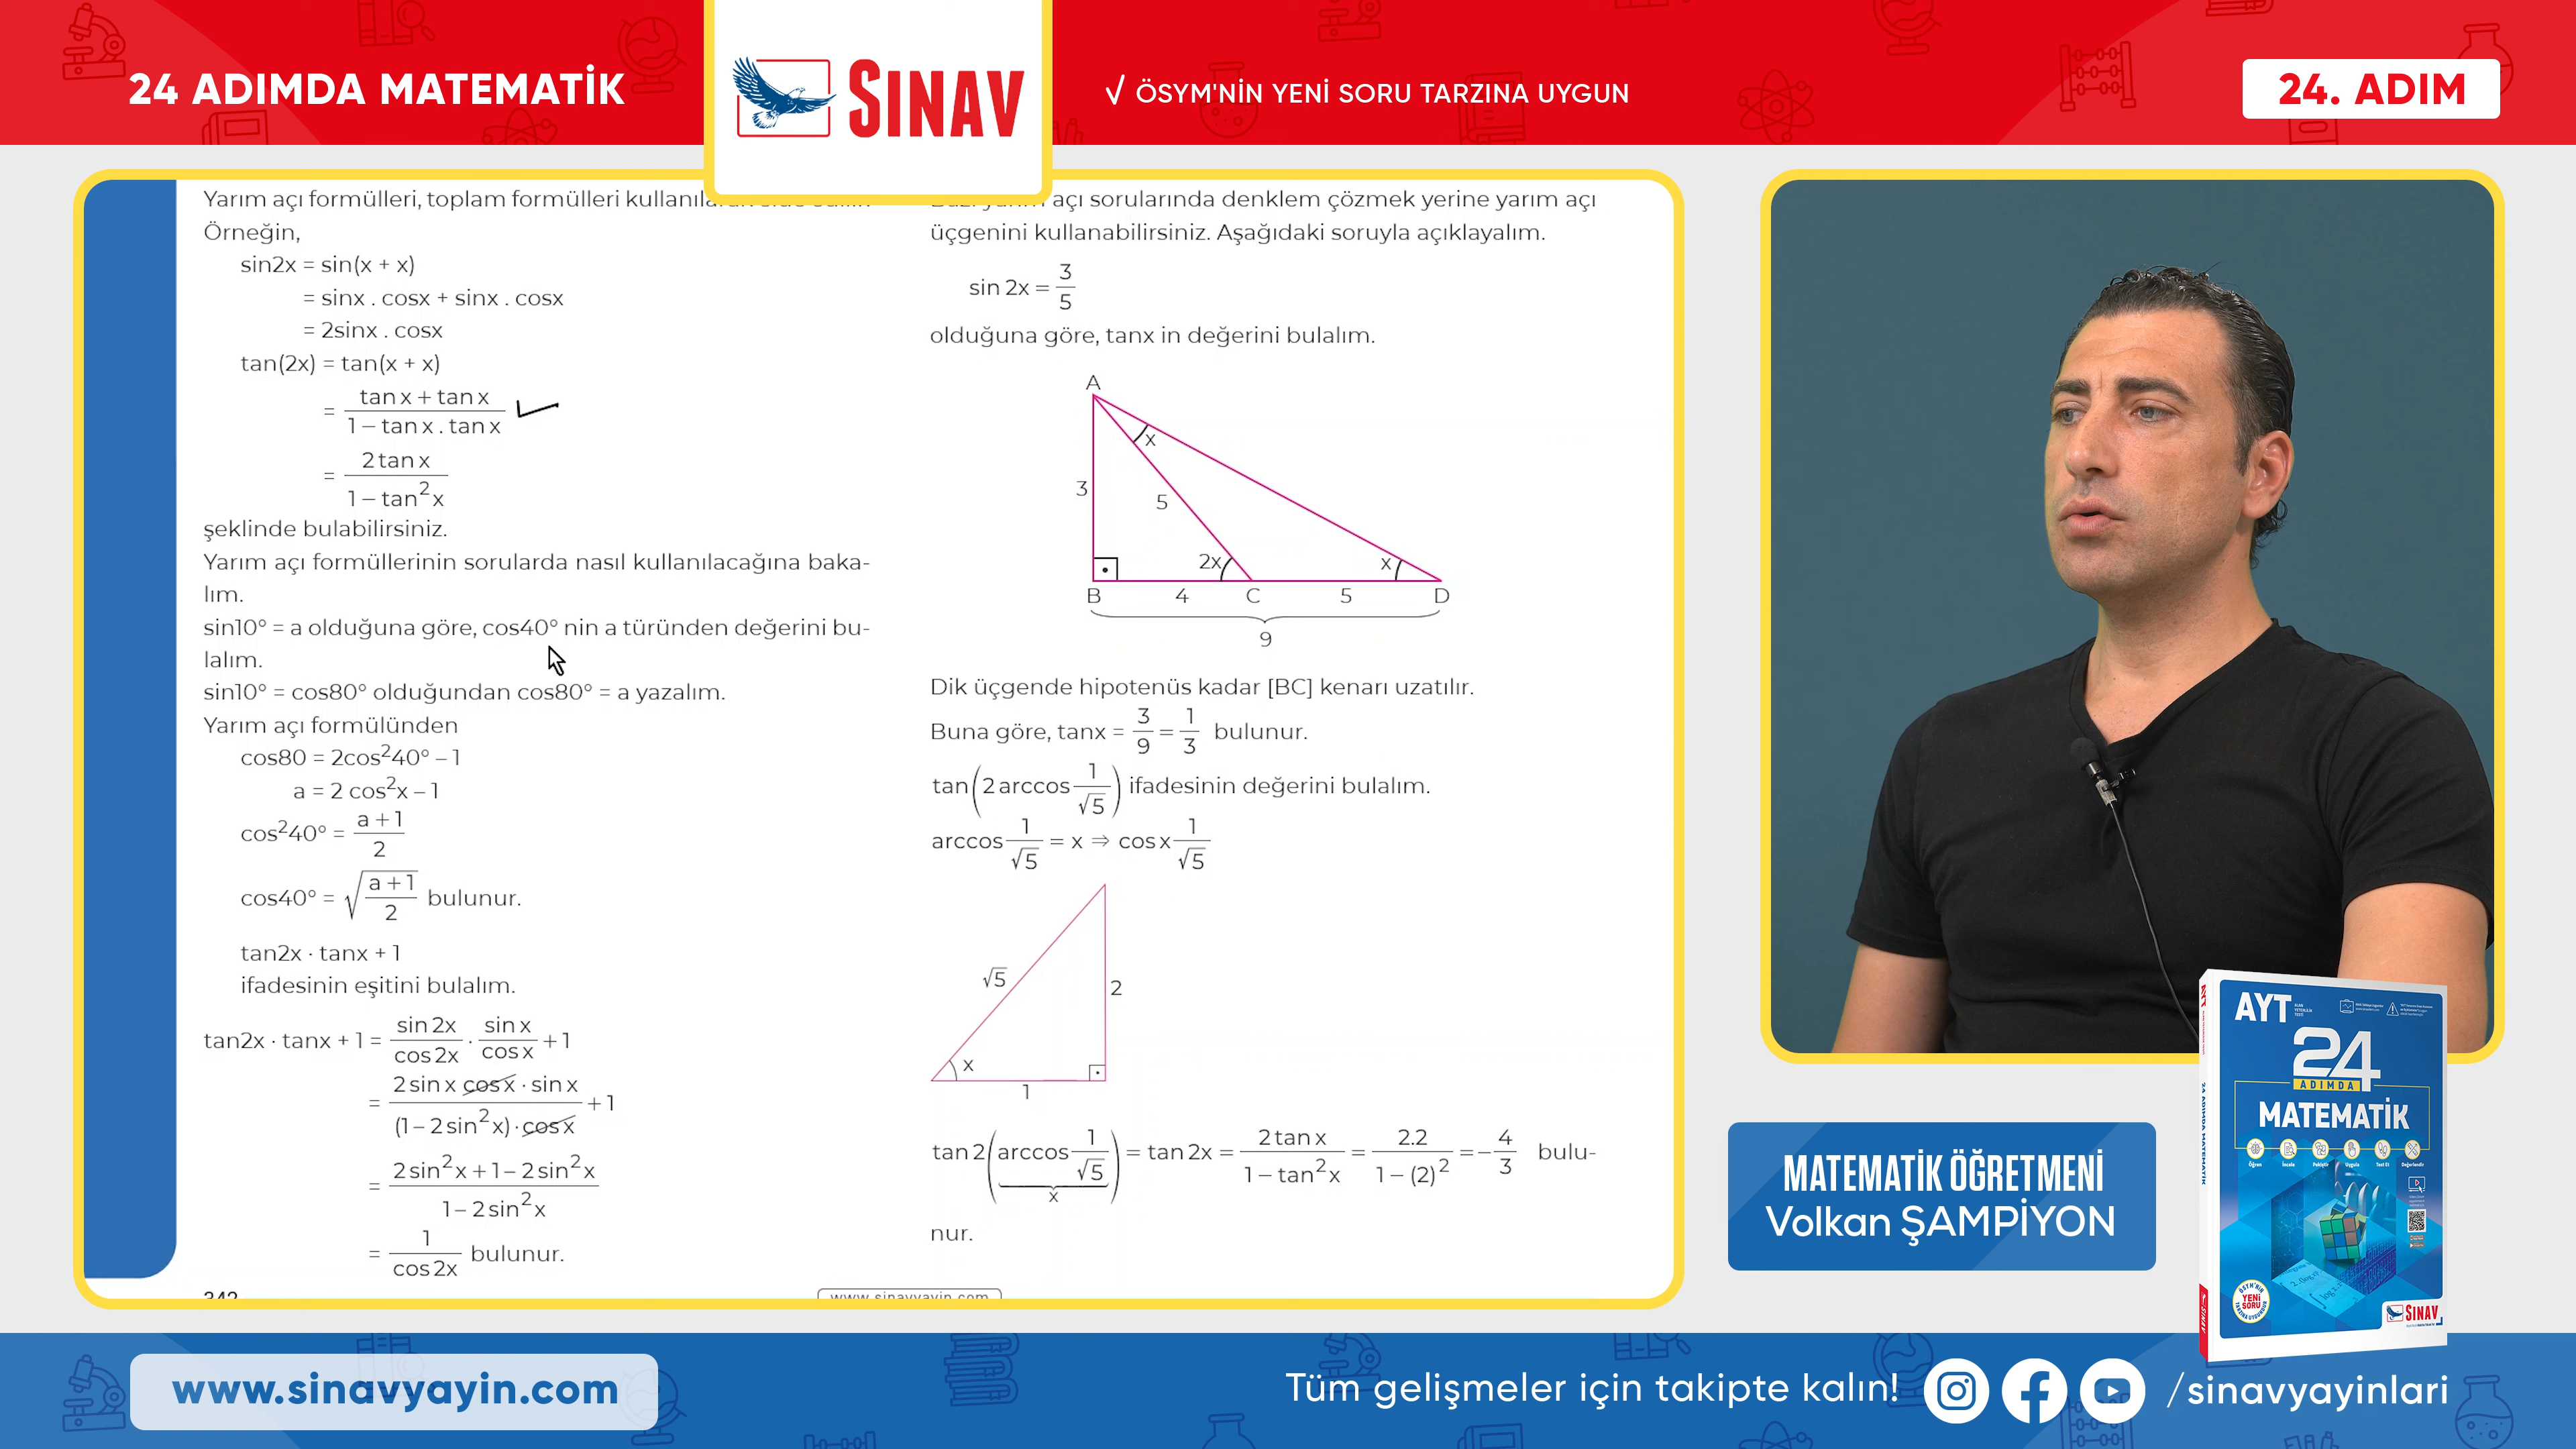 24 ADIMDA MATEMATİK
SINAV
√ ÖSYM'NİN YENİ SORU TARZINA UYGUN
24. ADIM
Yarım açı formülleri, toplam formülleri
Örneğin,
sin2x = sin(x + x)
= sinx . cosx + sinx . cosx
= 2sinx . cosx
tan(2x) = tan(x + x)
= (tan x + tan x) / (1 – tan x . tan x) ✓
= 2 tan x / (1 – tan²x)
şeklinde bulabilirsiniz.
Yarım açı formüllerinin sorularda nasıl kullanılacağına baka-
lım.
sin10° = a olduğuna göre, cos40° nin a türünden değerini bu-
lalım.
sin10° = cos80° olduğundan cos80° = a yazalım.
Yarım açı formülünden
cos80 = 2cos²40° – 1
a = 2 cos²x – 1
cos²40° = (a + 1) / 2
cos40° = √((a + 1) / 2) bulunur.
tan2x · tanx + 1
ifadesinin eşitini bulalım.
tan2x · tanx + 1 = sin 2x / cos 2x · sin x / cos x + 1
= (2 sin x cos x · sin x) / ((1 – 2 sin²x) · cos x) + 1
= (2 sin²x + 1 – 2 sin²x) / (1 – 2 sin²x)
= 1 / cos 2x bulunur.
342
www.sinavyayin.com
açı sorularında denklem çözmek yerine yarım açı
üçgenini kullanabilirsiniz. Aşağıdaki soruyla açıklayalım.
sin 2x = 3/5
olduğuna göre, tanx in değerini bulalım.
A
x
3
5
2x
x
B 4 C 5 D
9
Dik üçgende hipotenüs kadar [BC] kenarı uzatılır.
Buna göre, tanx = 3/9 = 1/3 bulunur.
tan(2 arccos 1/√5) ifadesinin değerini bulalım.
arccos 1/√5 = x ⇒ cos x 1/√5
√5
2
x
1
tan 2(arccos 1/√5) = tan 2x = 2 tan x / (1 – tan²x) = 2.2 / (1 – (2)²) = – 4/3 bulu-
x
nur.
MATEMATİK ÖĞRETMENİ
Volkan ŞAMPİYON
AYT
24
ADIMDA
MATEMATİK
YENİ
SORU
SINAV
www.sinavyayin.com
Tüm gelişmeler için takipte kalın!
/sinavyayinlari